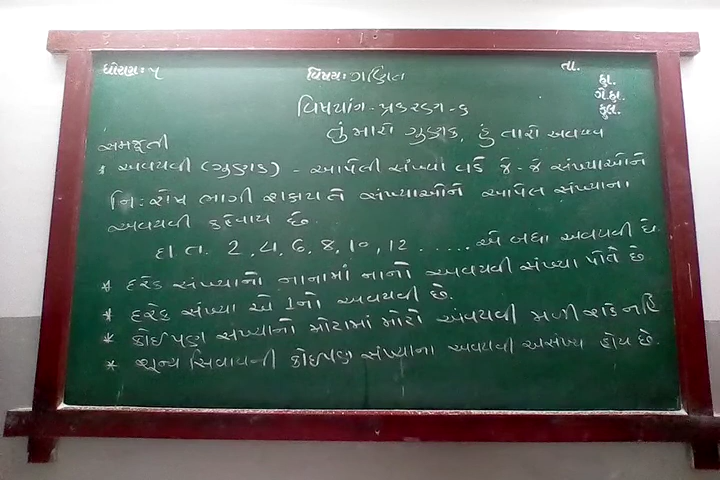 ધોરણ: ૫ વિષય: ગણિત તા.
હા.
ગે.હા.
કુલ.
વિષયાંગ - પ્રકરણ - ૬
તું મારો ગુણક, હું તારો અવયવ
સમજૂતી
* અવયવી (ગુણક) - આપેલી સંખ્યા વડે જે - જે સંખ્યાઓને
નિ:શેષ ભાગી શકાય તે સંખ્યાઓને આપેલ સંખ્યાના
અવયવી કહેવાય છે.
દા.ત. 2, 4, 6, 8, 10, 12 ...... એ બધા અવયવી છે.
* દરેક સંખ્યાનો નાનામાં નાનો અવયવી સંખ્યા પોતે છે
* દરેક સંખ્યા એ 1નો અવયવી છે.
* કોઈપણ સંખ્યાનો મોટામાં મોટો અવયવી મળી શકે નહિ
* શૂન્ય સિવાયની કોઈપણ સંખ્યાના અવયવી અસંખ્ય હોય છે.